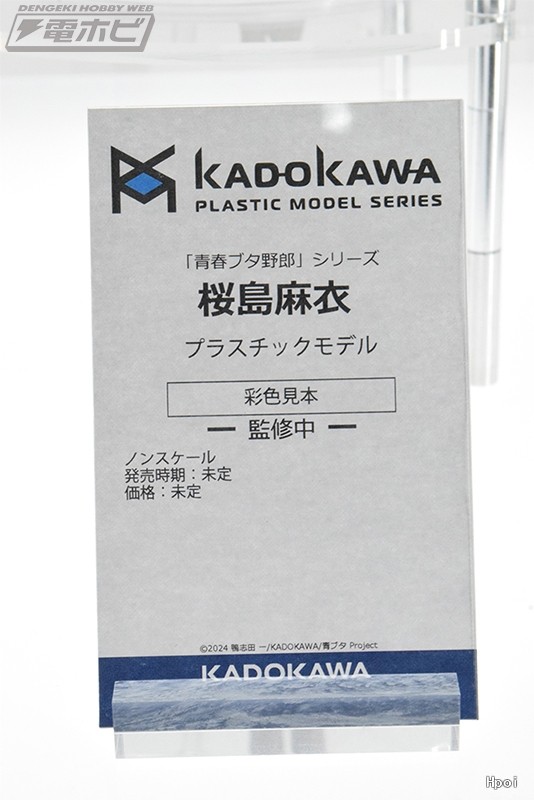 DENGEKI HOBBY WEB
電ホビ
KADOKAWA
PLASTIC MODEL SERIES
「青春ブタ野郎」シリーズ
桜島麻衣
プラスチックモデル
彩色見本
ー 監修中 ー
ノンスケール
発売時期：未定
価格：未定
©2024 鴨志田 一/KADOKAWA/青ブタ Project
KADOKAWA
Hpoi